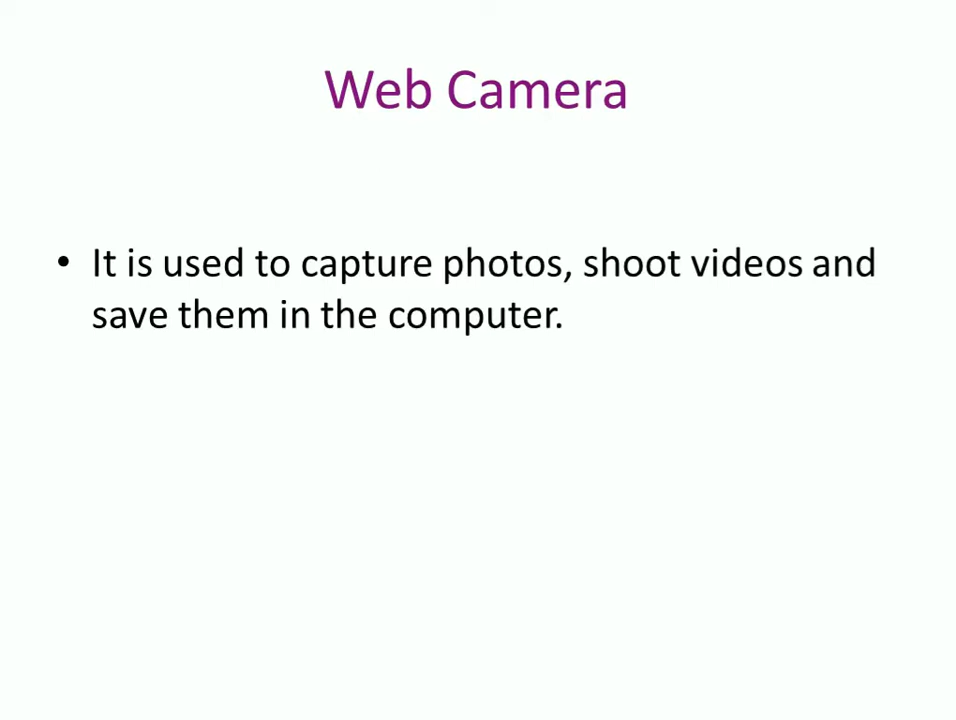 Web Camera
• It is used to capture photos, shoot videos and
save them in the computer.